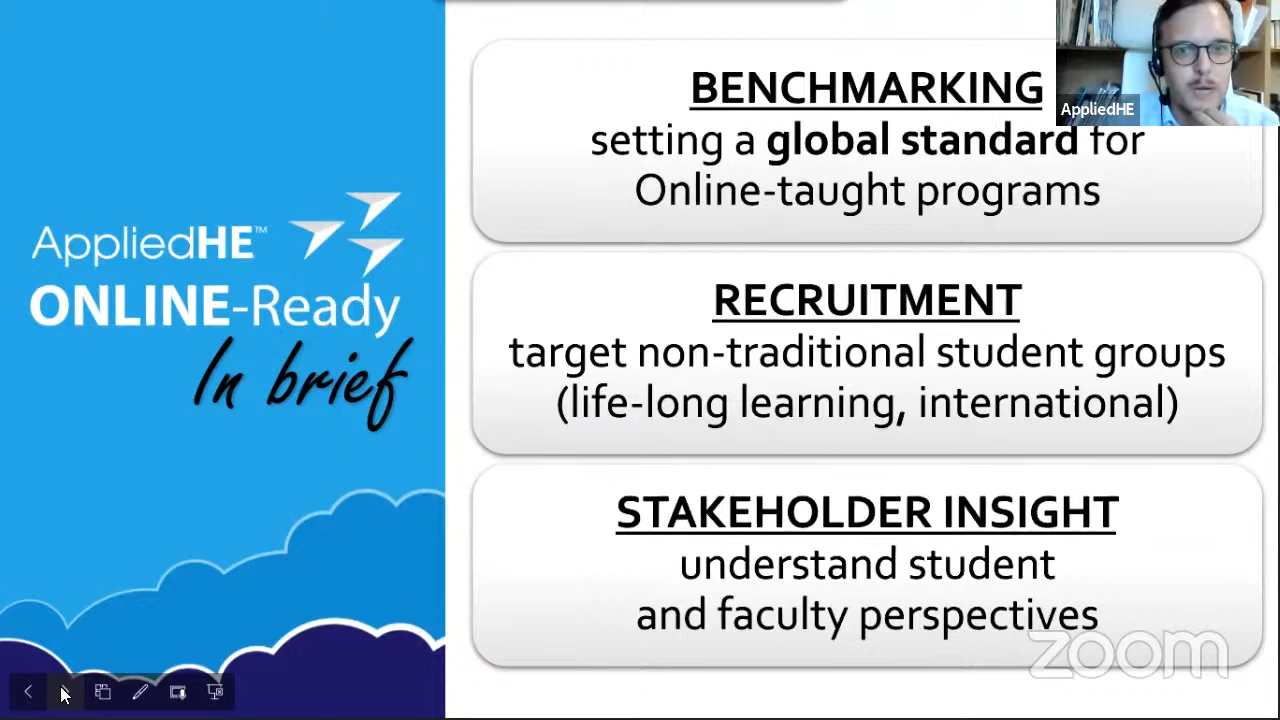 AppliedHE™
ONLINE-Ready
In brief
BENCHMARKING
setting a global standard for
Online-taught programs
RECRUITMENT
target non-traditional student groups
(life-long learning, international)
STAKEHOLDER INSIGHT
understand student
and faculty perspectives
AppliedHE
zoom